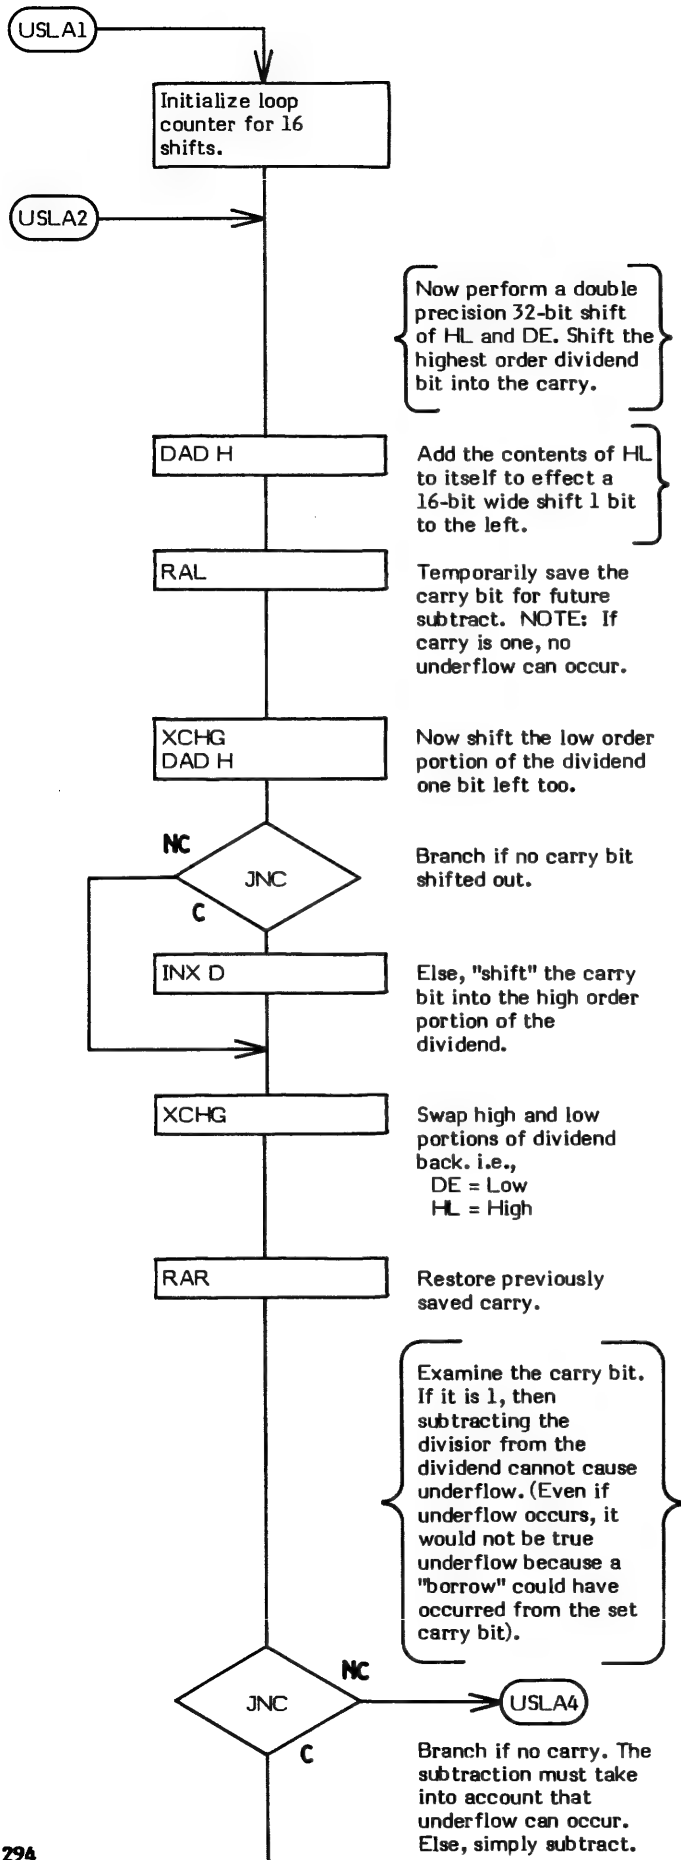 USLA1
Initialize loop
counter for 16
shifts.
USLA2
Now perform a double
precision 32-bit shift
of HL and DE. Shift the
highest order dividend
bit into the carry.
DAD H
Add the contents of HL
to itself to effect a
16-bit wide shift 1 bit
to the left.
RAL
Temporarily save the
carry bit for future
subtract. NOTE: If
carry is one, no
underflow can occur.
XCHG
DAD H
Now shift the low order
portion of the dividend
one bit left too.
NC
JNC
C
Branch if no carry bit
shifted out.
INX D
Else, "shift" the carry
bit into the high order
portion of the
dividend.
XCHG
Swap high and low
portions of dividend
back. i.e.,
DE = Low
HL = High
RAR
Restore previously
saved carry.
Examine the carry bit.
If it is 1, then
subtracting the
divisior from the
dividend cannot cause
underflow. (Even if
underflow occurs, it
would not be true
underflow because a
"borrow" could have
occurred from the set
carry bit).
NC
JNC
USLA4
C
Branch if no carry. The
subtraction must take
into account that
underflow can occur.
Else, simply subtract.
294